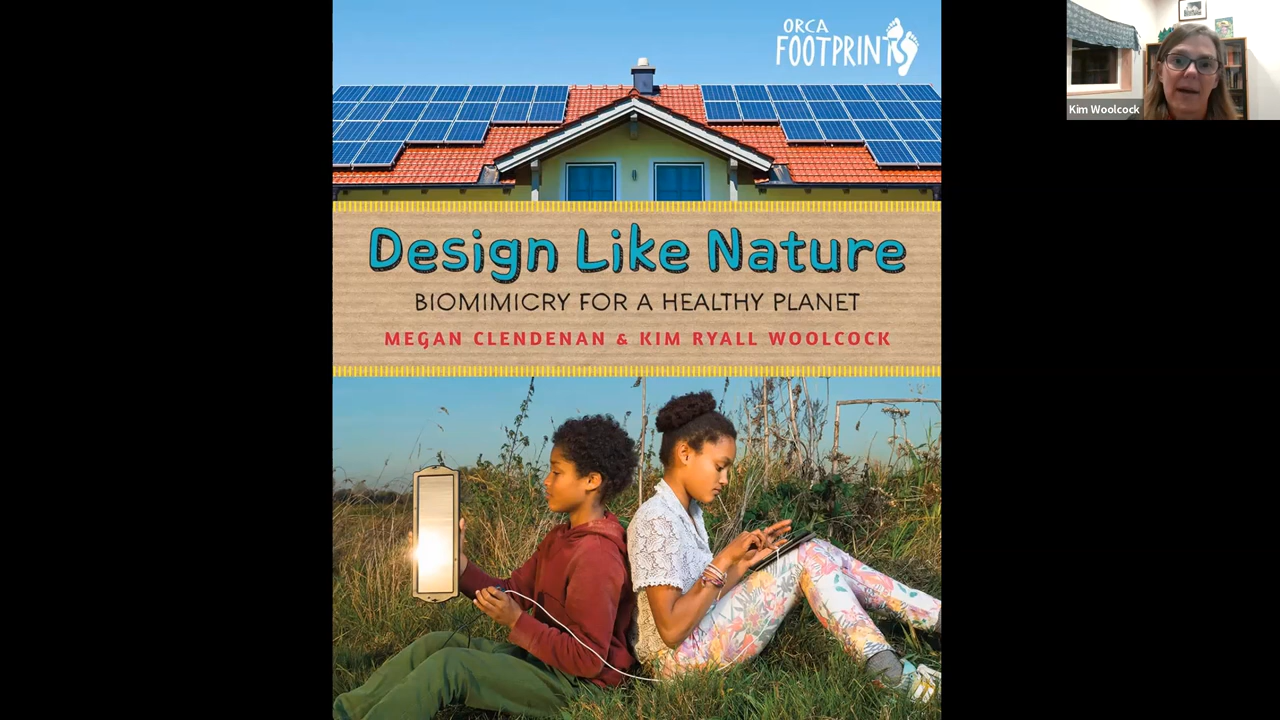 ORCA
FOOTPRINTS
Kim Woolcock
Design Like Nature
BIOMIMICRY FOR A HEALTHY PLANET
MEGAN CLENDENAN & KIM RYALL WOOLCOCK